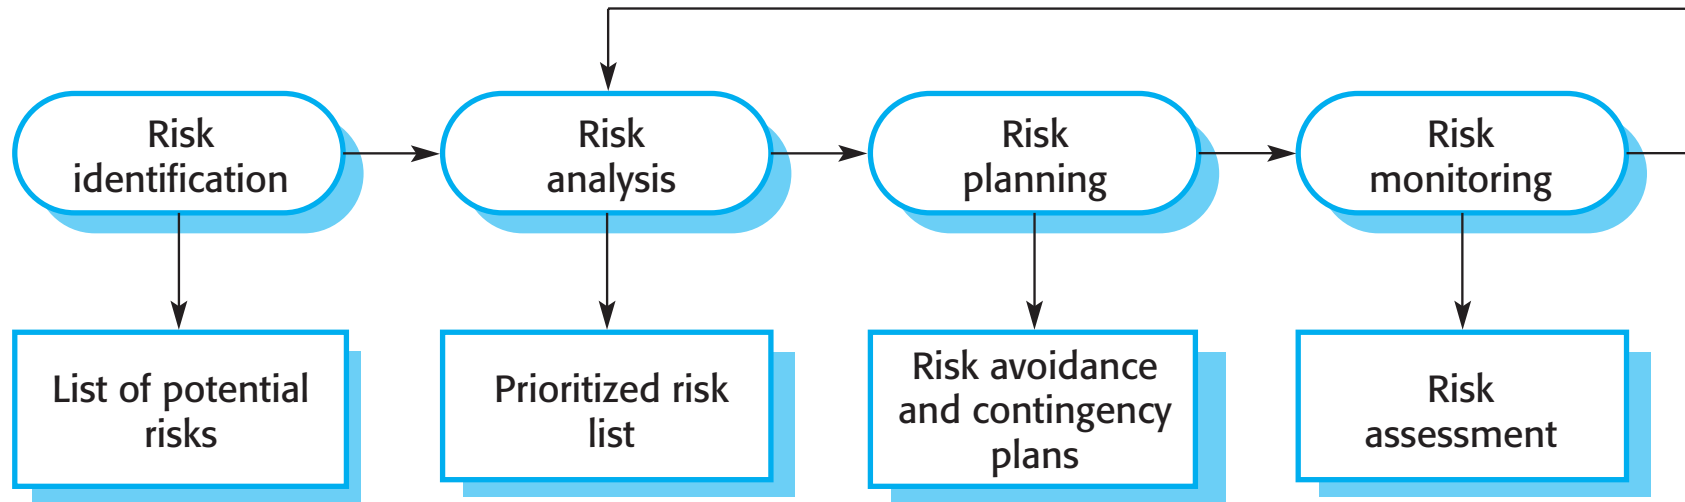 Risk
identification
Risk
analysis
Risk
planning
Risk
monitoring
List of potential
risks
Prioritized risk
list
Risk avoidance
and contingency
plans
Risk
assessment